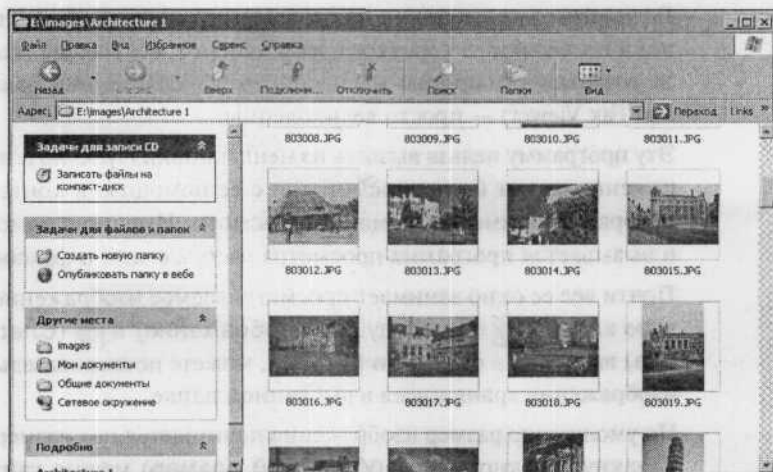 E:\images\Architecture 1
Файл Правка Вид Избранное Сервис Справка
Назад Вперед Вверх Подключи... Отключить Поиск Папки Вид
Адрес: E:\images\Architecture 1 Переход Links »
Задачи для записи CD
Записать файлы на
компакт-диск
Задачи для файлов и папок
Создать новую папку
Опубликовать папку в вебе
Другие места
images
Мои документы
Общие документы
Сетевое окружение
Подробно
Architecture 1
803008.JPG 803009.JPG 803010.JPG 803011.JPG
803012.JPG 803013.JPG 803014.JPG 803015.JPG
803016.JPG 803017.JPG 803018.JPG 803019.JPG